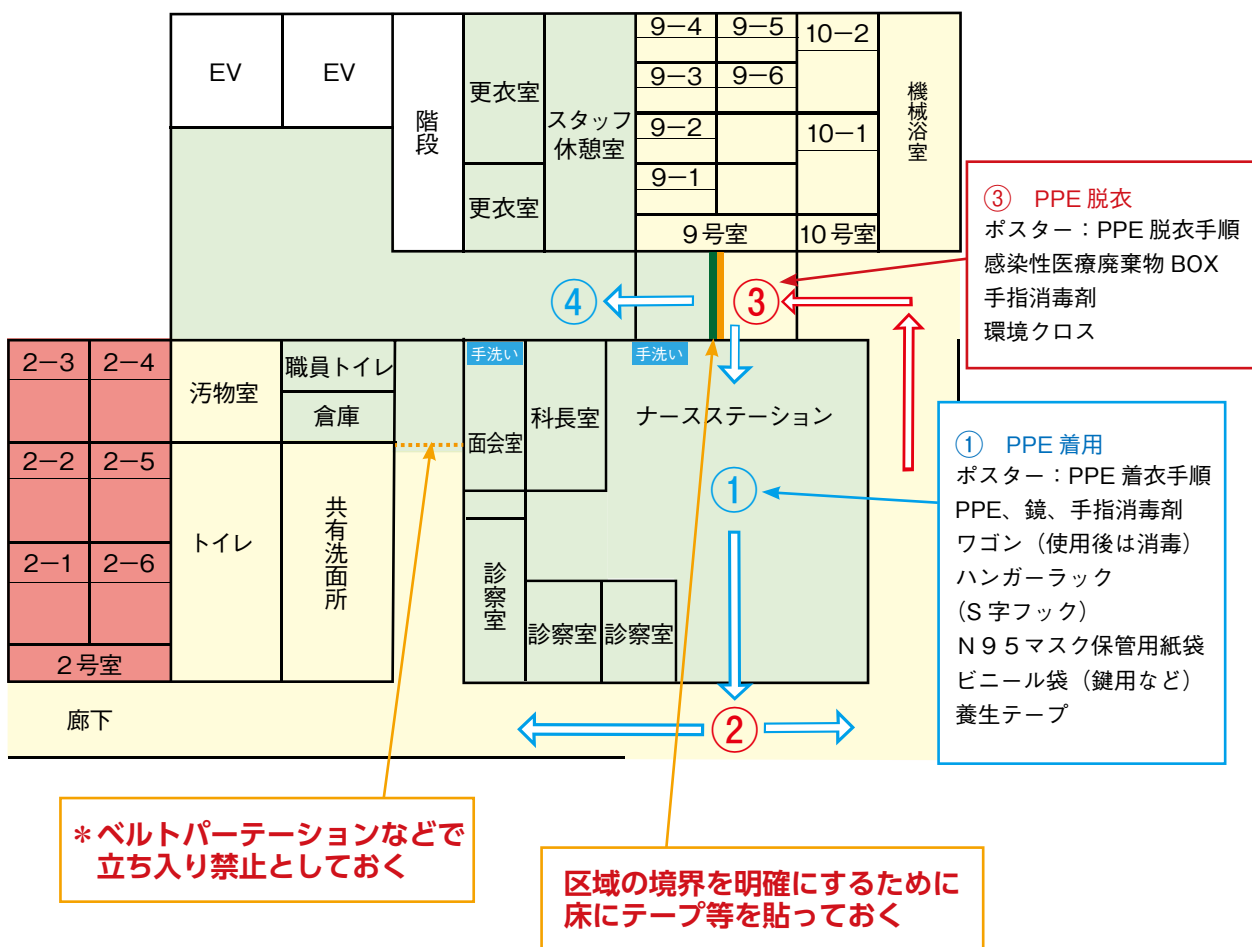 EV
EV
階段
更衣室
更衣室
スタッフ
休憩室
9－4
9－5
9－3
9－6
9－2
9－1
9号室
10－2
10－1
10号室
機械浴室
③ PPE 脱衣
ポスター：PPE 脱衣手順
感染性医療廃棄物 BOX
手指消毒剤
環境クロス
④
③
2－3
2－4
2－2
2－5
2－1
2－6
2号室
汚物室
職員トイレ
倉庫
トイレ
共有洗面所
手洗い
面会室
科長室
手洗い
ナースステーション
①
診察室
診察室
診察室
① PPE 着用
ポスター：PPE 着衣手順
PPE、鏡、手指消毒剤
ワゴン（使用後は消毒）
ハンガーラック
（S 字フック）
N９５マスク保管用紙袋
ビニール袋（鍵用など）
養生テープ
廊下
②
＊ベルトパーテーションなどで
立ち入り禁止としておく
区域の境界を明確にするために
床にテープ等を貼っておく